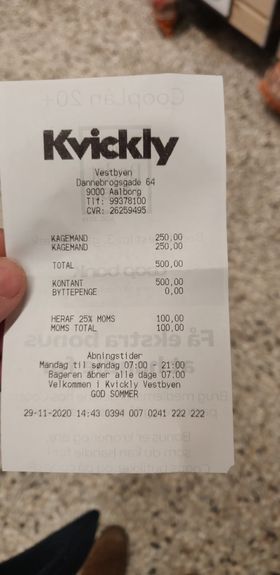 CoopLån 20+
Kvickly
Vestbyen
Dannebrogsgade 64
9000 Aalborg
Tlf: 99378100
CVR: 26259495
KAGEMAND 250,00
KAGEMAND 250,00
TOTAL 500,00
KONTANT 500,00
BYTTEPENGE 0,00
HERAF 25% MOMS 100,00
MOMS TOTAL 100,00
Åbningstider
Mandag til søndag 07:00 - 21:00
Bageren åbner alle dage 07.00
Velkommen i Kvickly Vestbyen
GOD SOMMER
29-11-2020 14:43 0394 007 0241 222 222